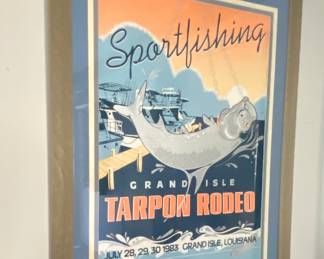 Sportfishing
GRAND ISLE
TARPON RODEO
JULY 28, 29, 30 1983 GRAND ISLE, LOUISIANA